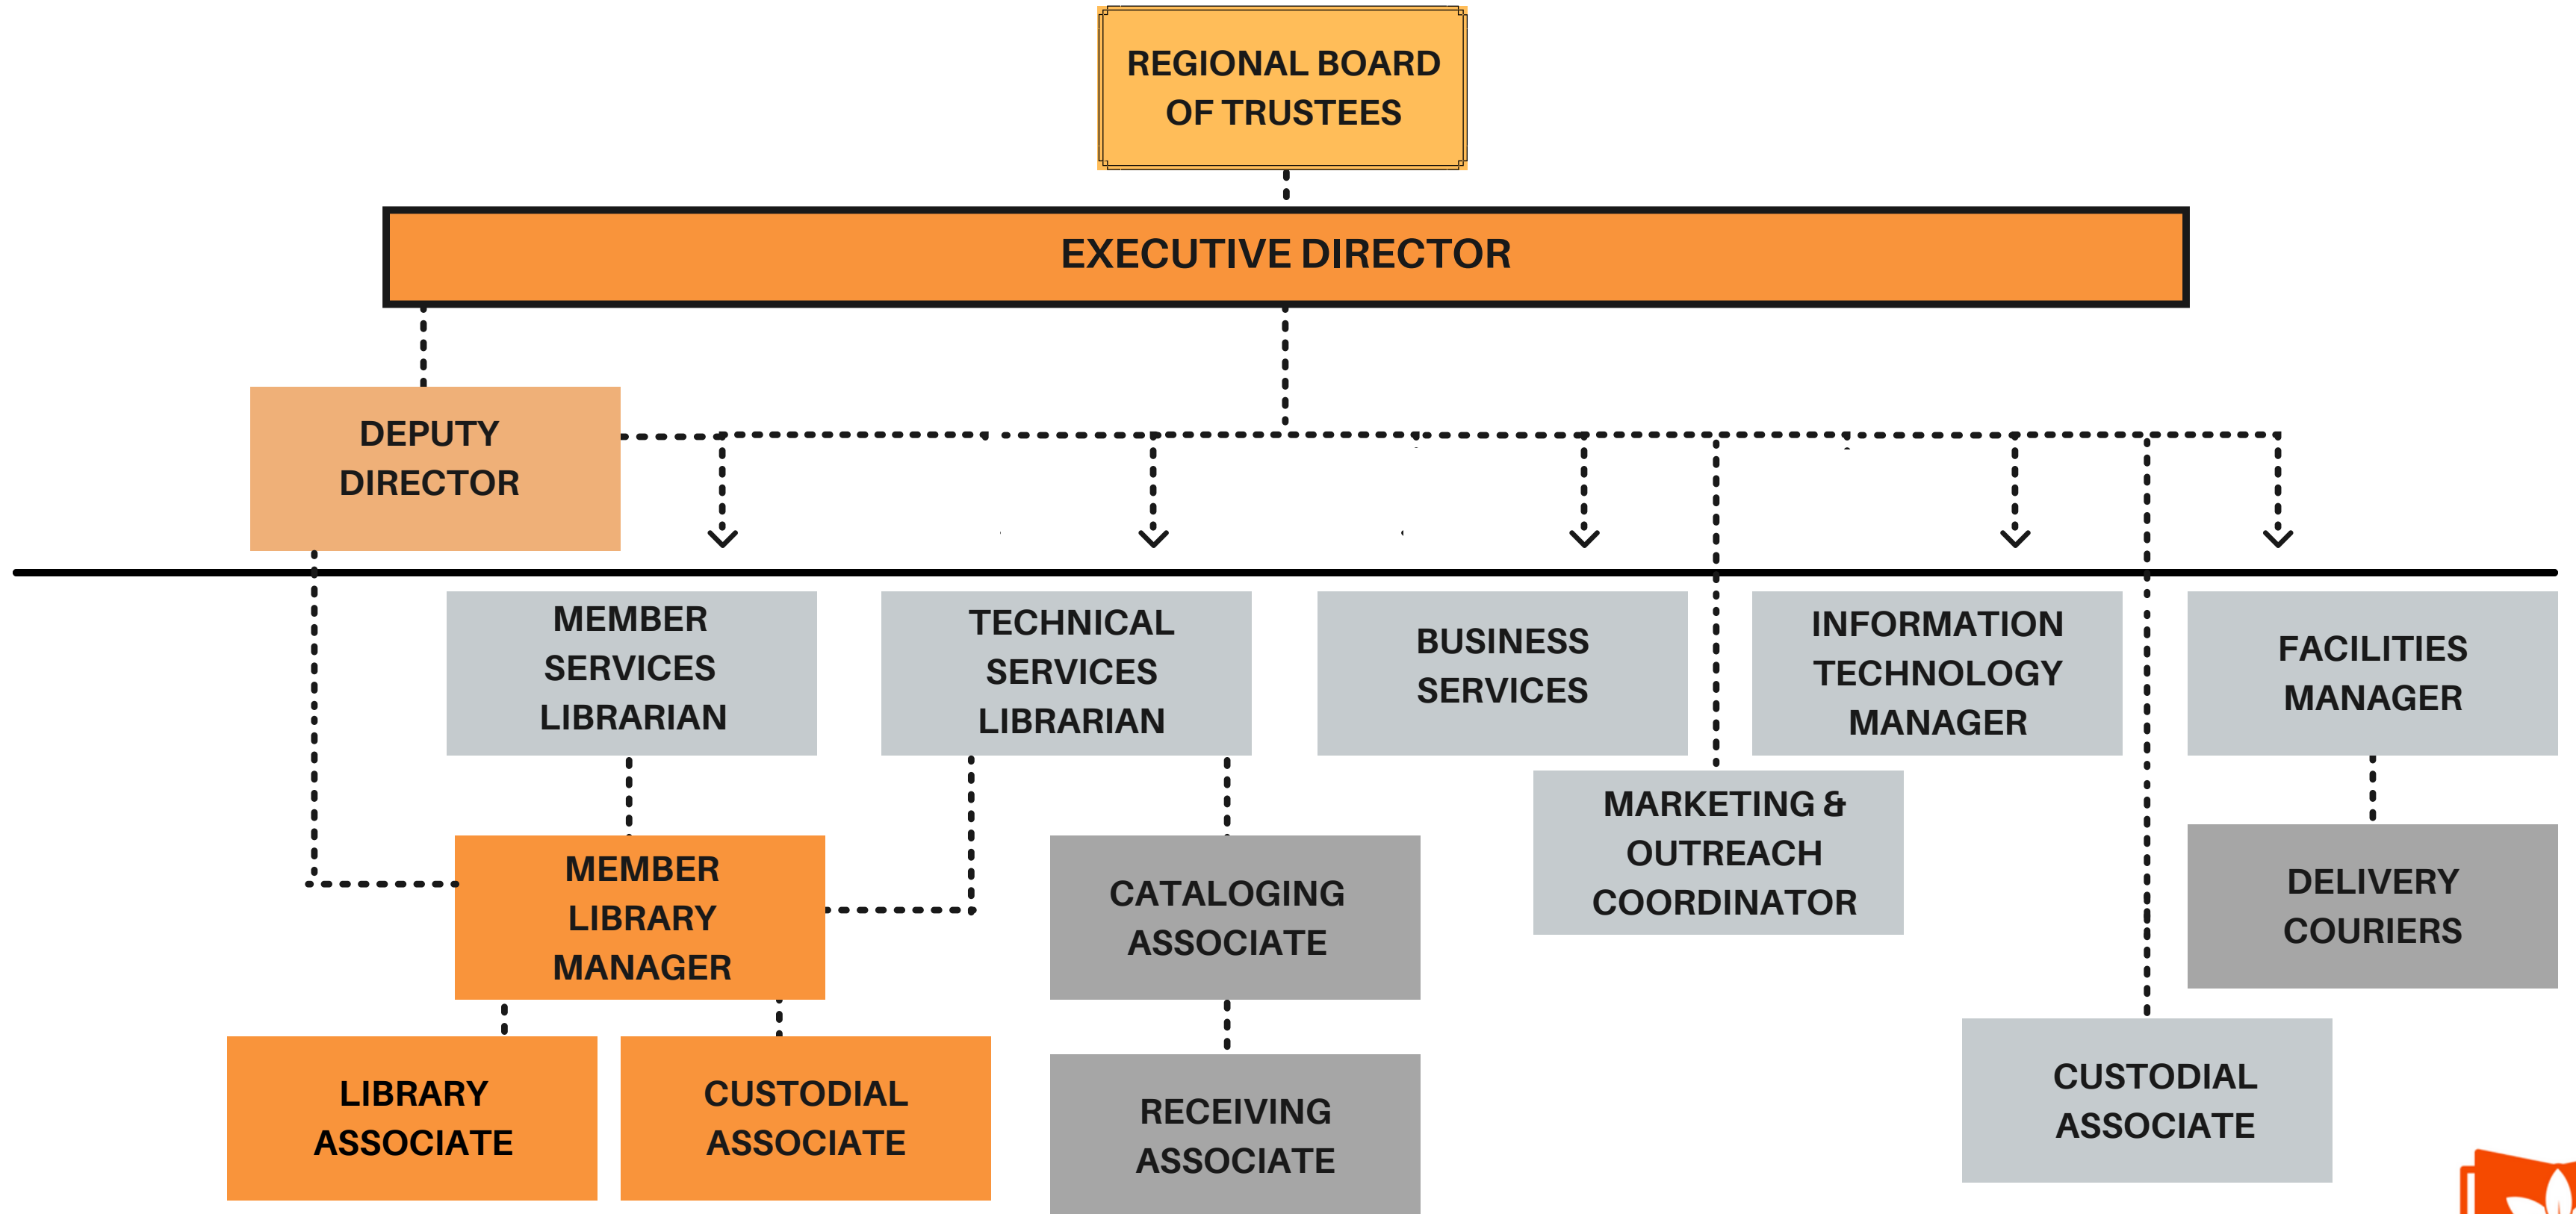 REGIONAL BOARD
OF TRUSTEES
EXECUTIVE DIRECTOR
DEPUTY
DIRECTOR
MEMBER
SERVICES
LIBRARIAN
TECHNICAL
SERVICES
LIBRARIAN
BUSINESS
SERVICES
INFORMATION
TECHNOLOGY
MANAGER
FACILITIES
MANAGER
MARKETING &
OUTREACH
COORDINATOR
MEMBER
LIBRARY
MANAGER
CATALOGING
ASSOCIATE
DELIVERY
COURIERS
LIBRARY
ASSOCIATE
CUSTODIAL
ASSOCIATE
RECEIVING
ASSOCIATE
CUSTODIAL
ASSOCIATE